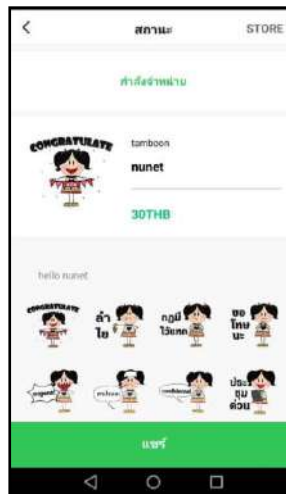 สถานะ
STORE
กำลังจำหน่าย
CONGRATULATE
tamboon
nunet
30THB
hello nunet
CONGRATULATE
ลำ
ไย
กฎมี
ไว้แหก
ขอ
โทษ
นะ
ประ
ชุม
ด่วน
แชร์